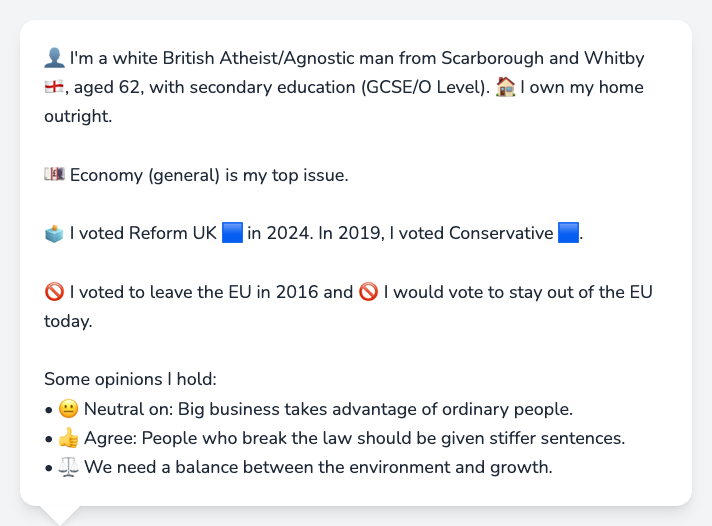 👤 I'm a white British Atheist/Agnostic man from Scarborough and Whitby
🏴󠁧󠁢󠁥󠁮󠁧󠁿, aged 62, with secondary education (GCSE/O Level). 🏠 I own my home
outright.
💷 Economy (general) is my top issue.
🗳️ I voted Reform UK 🟦 in 2024. In 2019, I voted Conservative 🟦.
🚫 I voted to leave the EU in 2016 and 🚫 I would vote to stay out of the EU
today.
Some opinions I hold:
• 😐 Neutral on: Big business takes advantage of ordinary people.
• 👍 Agree: People who break the law should be given stiffer sentences.
• ⚖️ We need a balance between the environment and growth.